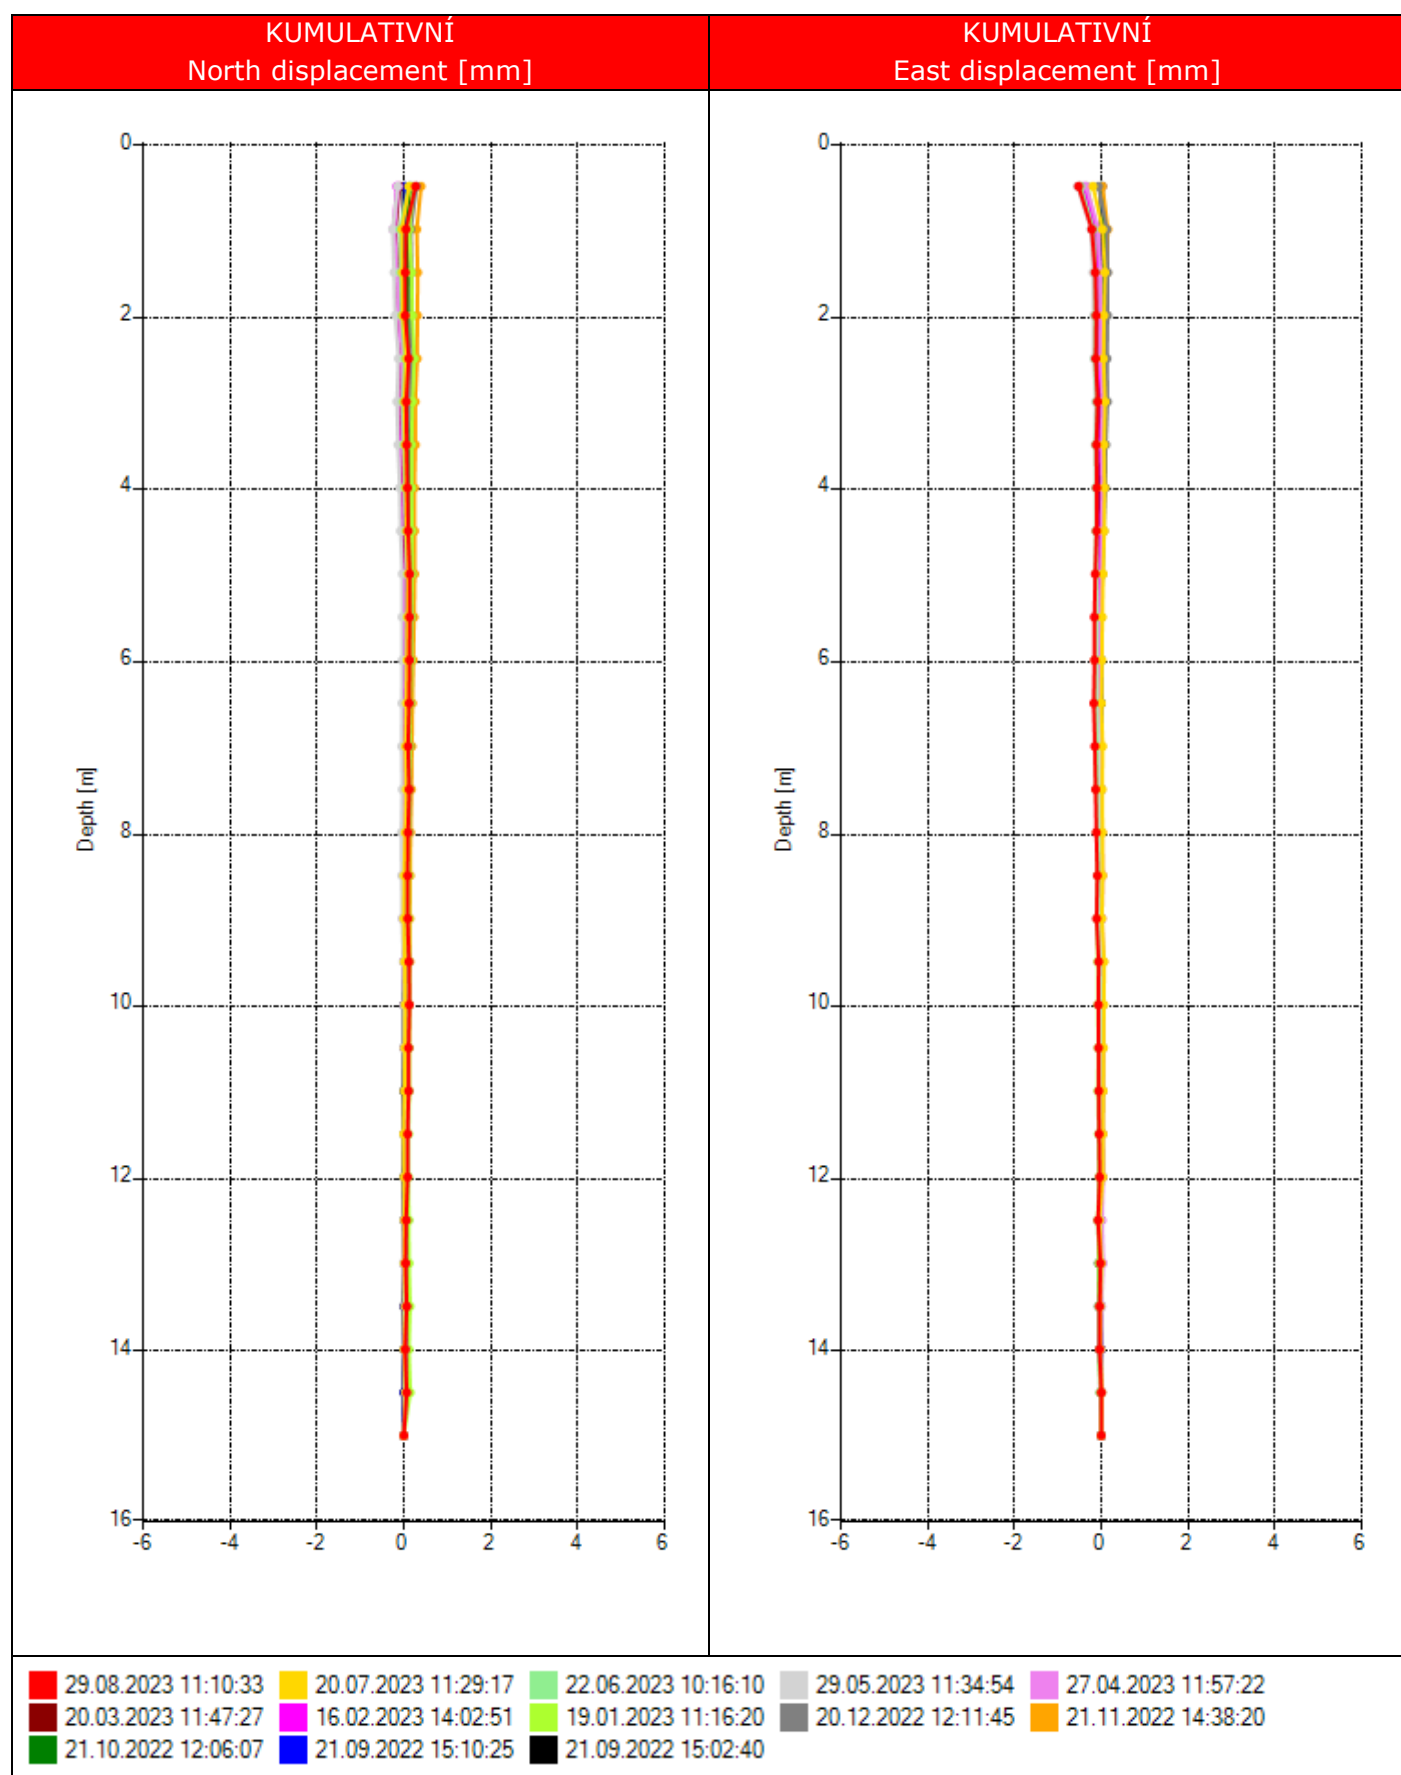 KUMULATIVNÍ
North displacement [mm]
KUMULATIVNÍ
East displacement [mm]
0
2
4
6
8
10
12
14
16
Depth [m]
-6 -4 -2 0 2 4 6
0
2
4
6
8
10
12
14
16
Depth [m]
-6 -4 -2 0 2 4 6
29.08.2023 11:10:33 20.07.2023 11:29:17 22.06.2023 10:16:10 29.05.2023 11:34:54 27.04.2023 11:57:22
20.03.2023 11:47:27 16.02.2023 14:02:51 19.01.2023 11:16:20 20.12.2022 12:11:45 21.11.2022 14:38:20
21.10.2022 12:06:07 21.09.2022 15:10:25 21.09.2022 15:02:40